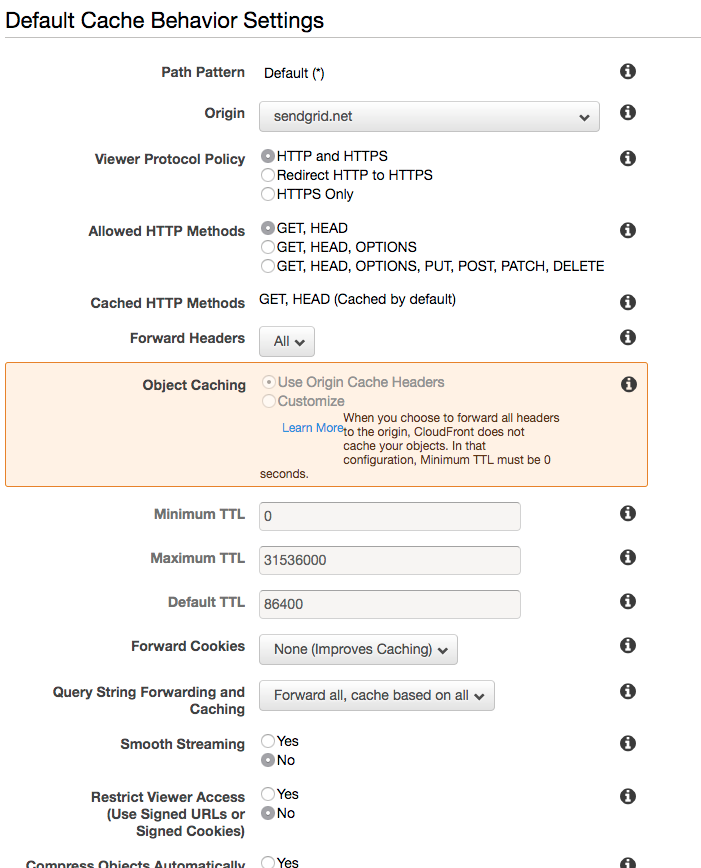 Default Cache Behavior Settings
Path Pattern Default (*)
Origin sendgrid.net
Viewer Protocol Policy HTTP and HTTPS
Redirect HTTP to HTTPS
HTTPS Only
Allowed HTTP Methods GET, HEAD
GET, HEAD, OPTIONS
GET, HEAD, OPTIONS, PUT, POST, PATCH, DELETE
Cached HTTP Methods GET, HEAD (Cached by default)
Forward Headers All
Object Caching Use Origin Cache Headers
Customize
When you choose to forward all headers
Learn More to the origin, CloudFront does not
cache your objects. In that
configuration, Minimum TTL must be 0
seconds.
Minimum TTL 0
Maximum TTL 31536000
Default TTL 86400
Forward Cookies None (Improves Caching)
Query String Forwarding and Forward all, cache based on all
Caching
Smooth Streaming Yes
No
Restrict Viewer Access Yes
(Use Signed URLs or No
Signed Cookies)
Compress Objects Automatically Yes